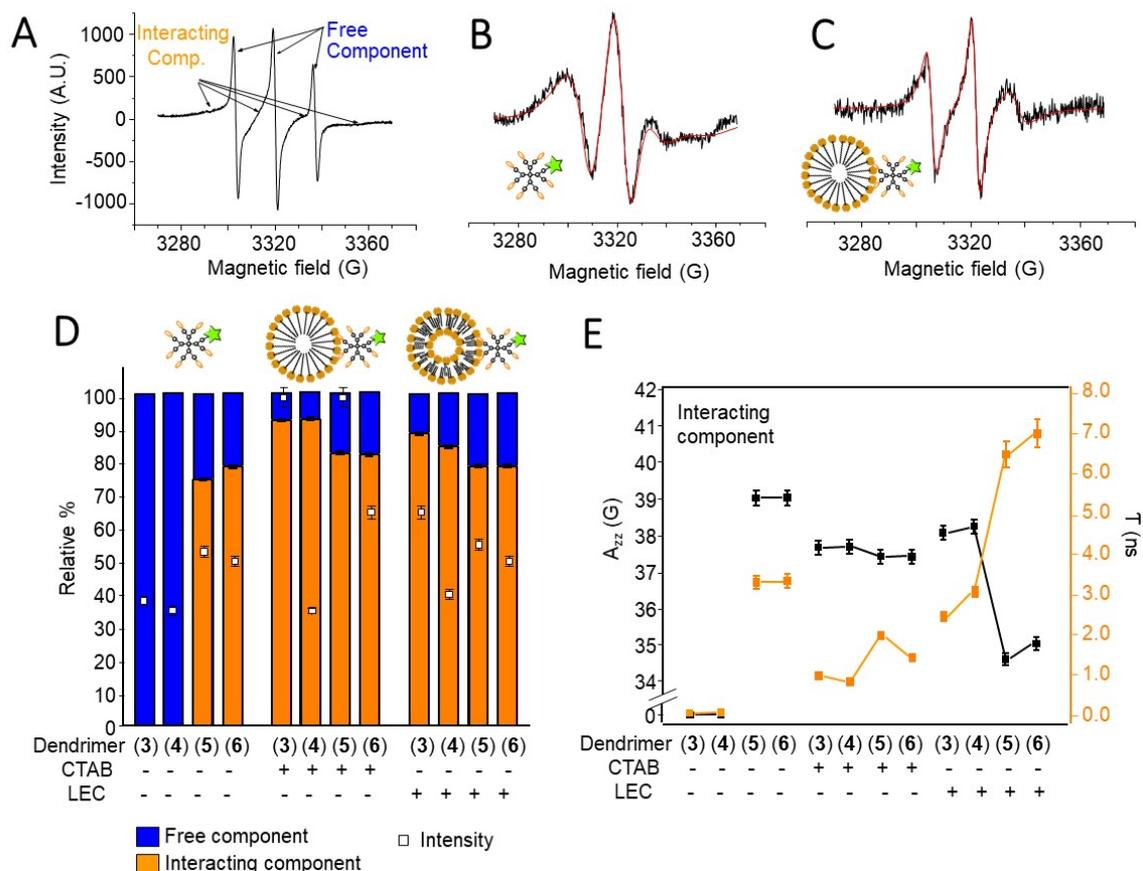 A
Intensity (A.U.)
1000
500
0
-500
-1000
Interacting
Comp.
Free
Component
3280 3320 3360
Magnetic field (G)
B
3280 3320 3360
Magnetic field (G)
C
3280 3320 3360
Magnetic field (G)
D
Relative %
100
90
80
70
60
50
40
30
20
10
0
Dendrimer (3) (4) (5) (6) (3) (4) (5) (6) (3) (4) (5) (6)
CTAB - - - - + + + + - - - -
LEC - - - - - - - - + + + +
Free component
Interacting component
Intensity
E
Interacting
component
Azz (G)
42
41
40
39
38
37
36
35
34
0
8.0
7.0
6.0
5.0
4.0
3.0
2.0
1.0
0.0
τ (ns
Dendrimer (3) (4) (5) (6) (3) (4) (5) (6) (3) (4) (5) (6)
CTAB - - - - + + + + - - - -
LEC - - - - - - - - + + + +